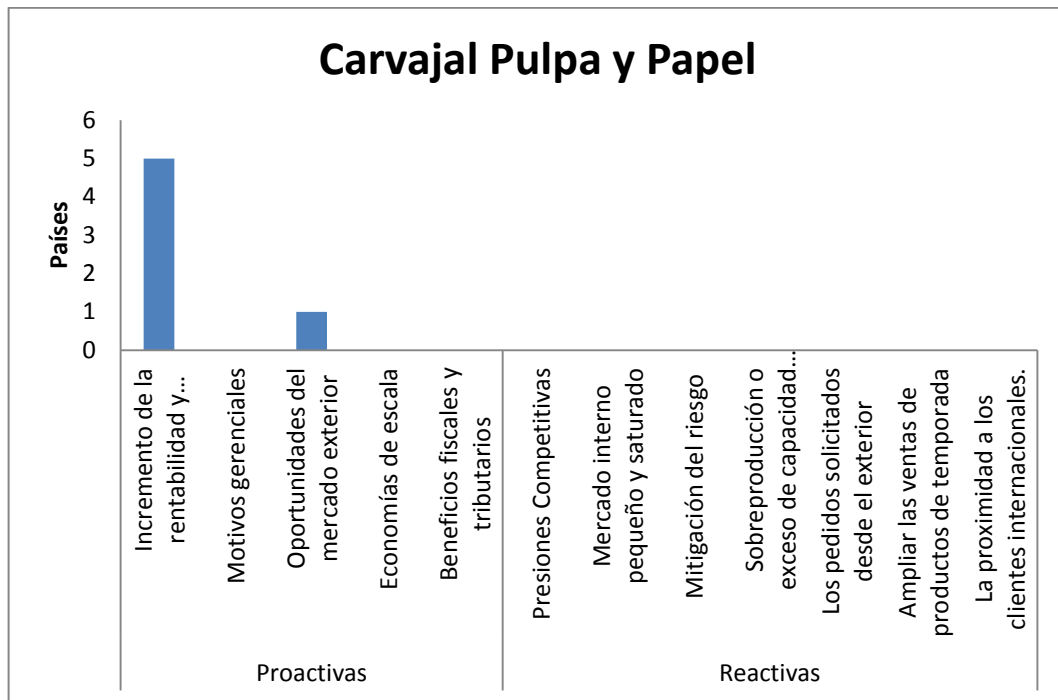 Carvajal Pulpa y Papel
Países
6
5
4
3
2
1
0
Incremento de la
rentabilidad y...
Motivos gerenciales
Oportunidades del
mercado exterior
Economías de escala
Beneficios fiscales y
tributarios
Presiones Competitivas
Mercado interno
pequeño y saturado
Mitigación del riesgo
Sobreproducción o
exceso de capacidad...
Los pedidos solicitados
desde el exterior
Ampliar las ventas de
productos de temporada
La proximidad a los
clientes internacionales.
Proactivas
Reactivas